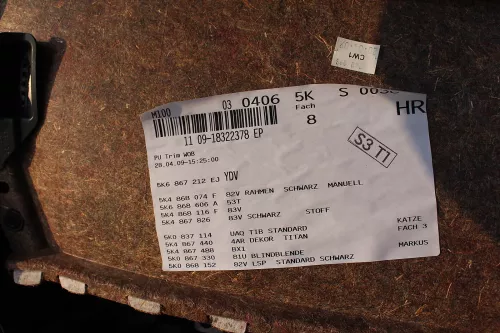 CW1
M100 03 0406 5K S
Fach
8 HR
11 09-18322378 EP
S3 T1
PU Trim WOB
28.04.09-15:25:00
5K6 867 212 EJ YDV
5K4 868 074 F 82V RAHMEN SCHWARZ MANUELL
5K6 868 606 A 53T
5K4 868 116 F 83V
5K4 867 826 83V SCHWARZ STOFF
5K0 837 114 UAQ TIB STANDARD KATZE
5K4 867 440 4AR DEKOR TITAN FACH 3
5K4 867 488 BX1
5K0 867 330 B1U BLINDBLENDE MARKUS
5K0 868 152 82V LSP STANDARD SCHWARZ